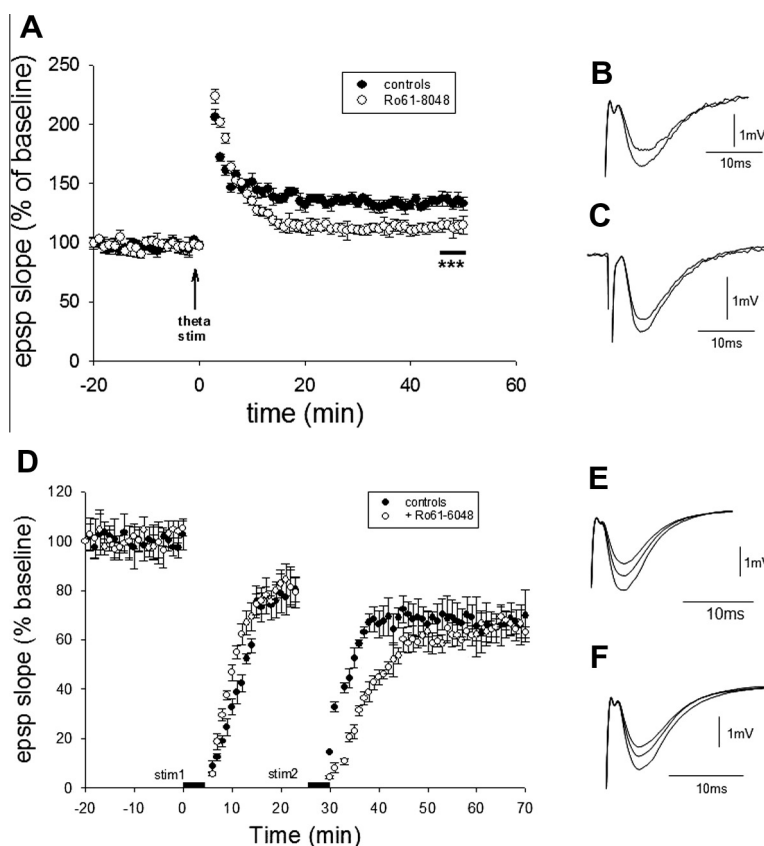 A
epsp slope (% of baseline)
250
200
150
100
50
0
controls
Ro61-8048
theta
stim
***
-20
0
20
40
60
time (min)
B
1mV
10ms
C
1mV
10ms
D
epsp slope (% baseline)
120
100
80
60
40
20
0
controls
+ Ro61-6048
stim1
stim2
-20
-10
0
10
20
30
40
50
60
70
Time (min)
E
1mV
10ms
F
1mV
10ms